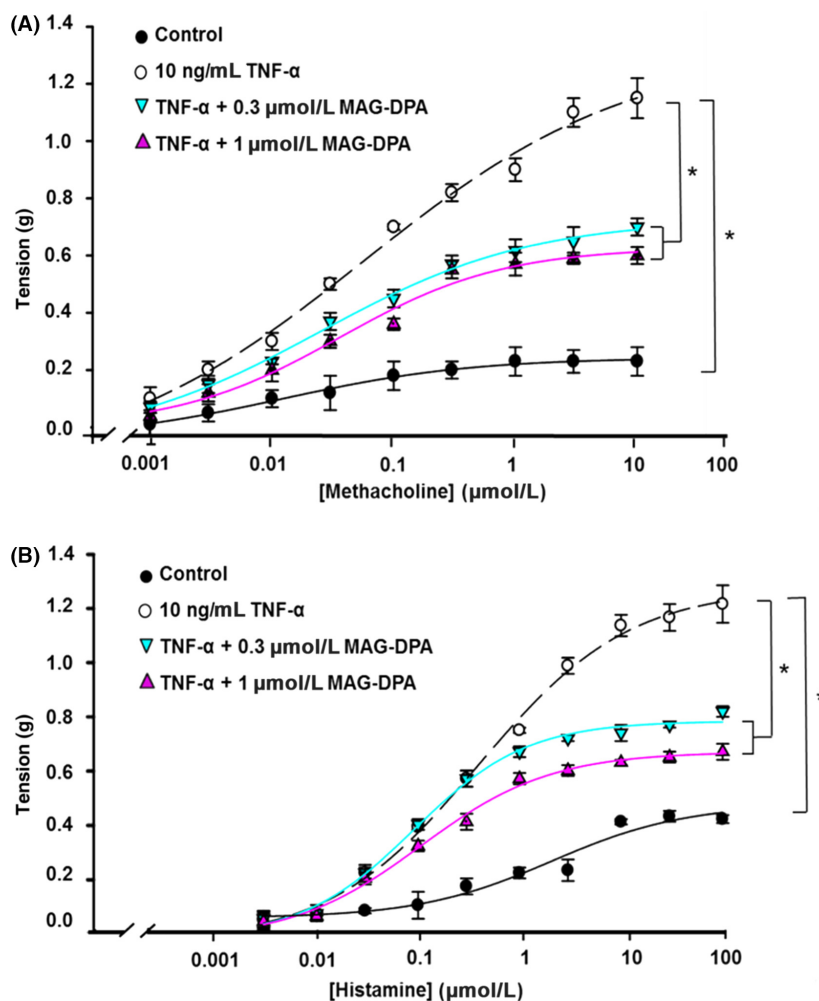 (A)
1.4
Control
10 ng/mL TNF-α
TNF-α + 0.3 µmol/L MAG-DPA
TNF-α + 1 µmol/L MAG-DPA
1.2
1.0
0.8
0.6
0.4
0.2
0.0
Tension (g)
*
*
0.001 0.01 0.1 1 10 100
[Methacholine] (µmol/L)
(B)
1.4
Control
10 ng/mL TNF-α
TNF-α + 0.3 µmol/L MAG-DPA
TNF-α + 1 µmol/L MAG-DPA
1.2
1.0
0.8
0.6
0.4
0.2
0.0
Tension (g)
*
*
0.001 0.01 0.1 1 10 100
[Histamine] (µmol/L)